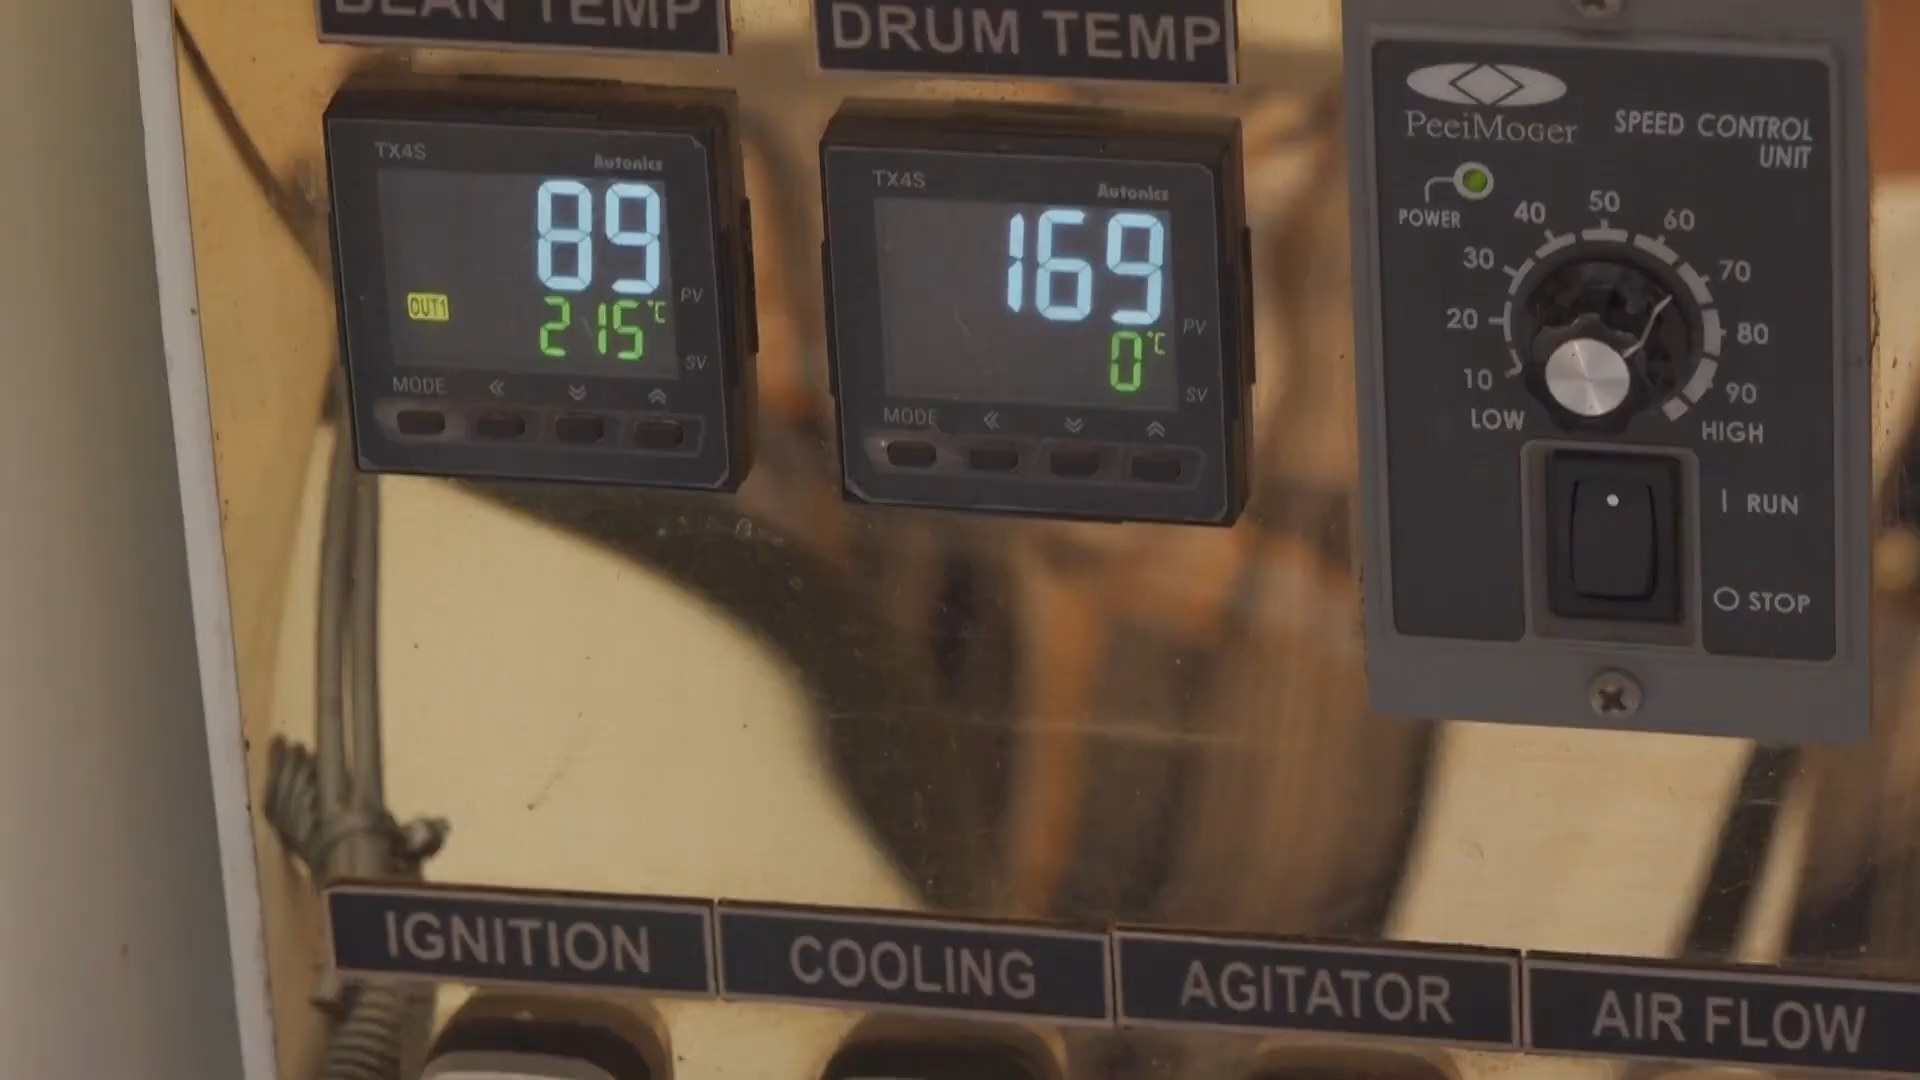 BEAN TEMP
DRUM TEMP
TX4S
Autonics
89
PV
OUT1
215 °C
SV
MODE
TX4S
Autonics
169
PV
0 °C
SV
MODE
PeeiMoger
SPEED CONTROL
UNIT
POWER
10
20
30
40
50
60
70
80
90
LOW
HIGH
I RUN
O STOP
IGNITION
COOLING
AGITATOR
AIR FLOW